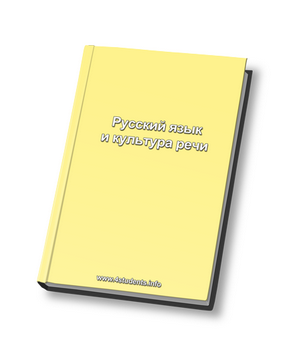 Русский язык
и культура речи
www.4students.info